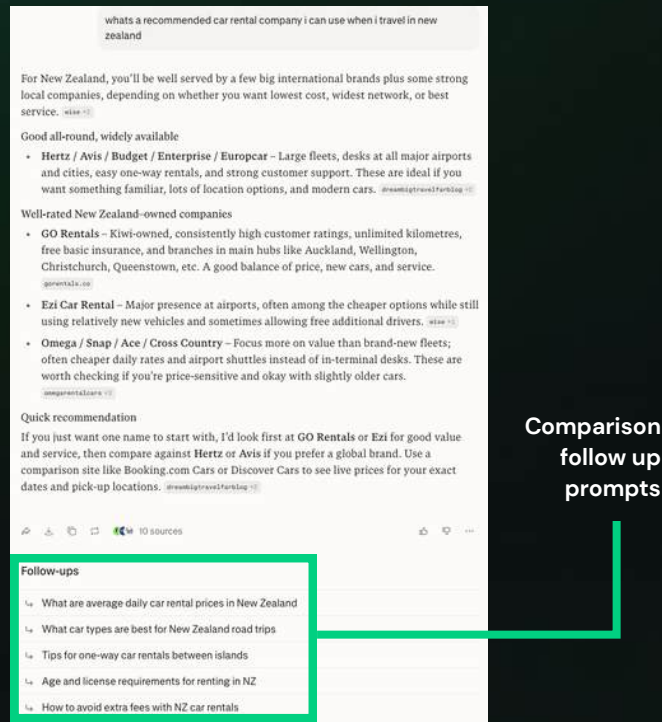 whats a recommended car rental company i can use when i travel in new
zealand
For New Zealand, you'll be well served by a few big international brands plus some strong
local companies, depending on whether you want lowest cost, widest network, or best
service. wise +2
Good all-round, widely available
• Hertz / Avis / Budget / Enterprise / Europcar – Large fleets, desks at all major airports
and cities, easy one-way rentals, and strong customer support. These are ideal if you
want something familiar, lots of location options, and modern cars. dreambigtravelfarblog
Well-rated New Zealand-owned companies
• GO Rentals – Kiwi-owned, consistently high customer ratings, unlimited kilometres,
free basic insurance, and branches in main hubs like Auckland, Wellington,
Christchurch, Queenstown, etc. A good balance of price, new cars, and service.
gorentals.co
• Ezi Car Rental – Major presence at airports, often among the cheaper options while still
using relatively new vehicles and sometimes allowing free additional drivers. wise
• Omega / Snap / Ace / Cross Country – Focus more on value than brand-new fleets;
often cheaper daily rates and airport shuttles instead of in-terminal desks. These are
worth checking if you're price-sensitive and okay with slightly older cars.
omegarentalcars
Quick recommendation
If you just want one name to start with, I'd look first at GO Rentals or Ezi for good value
and service, then compare against Hertz or Avis if you prefer a global brand. Use a
comparison site like Booking.com Cars or Discover Cars to see live prices for your exact
dates and pick-up locations. dreambigtravelfarblog
10 sources
Follow-ups
What are average daily car rental prices in New Zealand
What car types are best for New Zealand road trips
Tips for one-way car rentals between islands
Age and license requirements for renting in NZ
How to avoid extra fees with NZ car rentals
Comparison
follow up
prompts